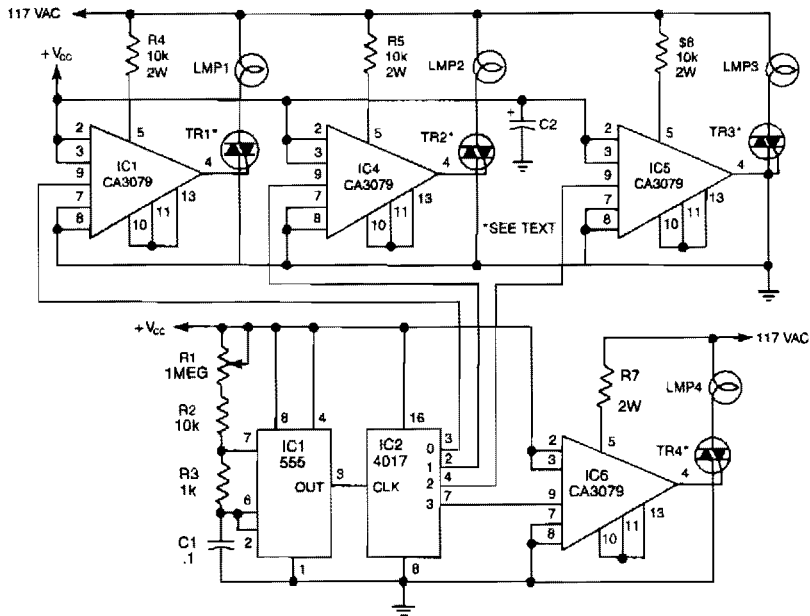 117 VAC
R4
10k
2W
LMP1
R5
10k
2W
LMP2
$6
10k
2W
LMP3
+Vcc
2
3
9
7
8
5
IC1
CA3079
4
TR1*
10
11
13
2
3
9
7
8
5
IC4
CA3079
4
TR2*
10
11
13
+
C2
*SEE TEXT
2
3
9
7
8
5
IC5
CA3079
4
TR3*
10
11
13
+Vcc
R1
1MEG
R2
10k
R3
1k
C1
.1
8
4
7
6
2
1
IC1
555
OUT
3
16
IC2
4017
CLK
0
1
2
3
3
2
4
7
8
117 VAC
R7
2W
LMP4
2
3
9
7
8
5
IC6
CA3079
4
TR4*
10
11
13